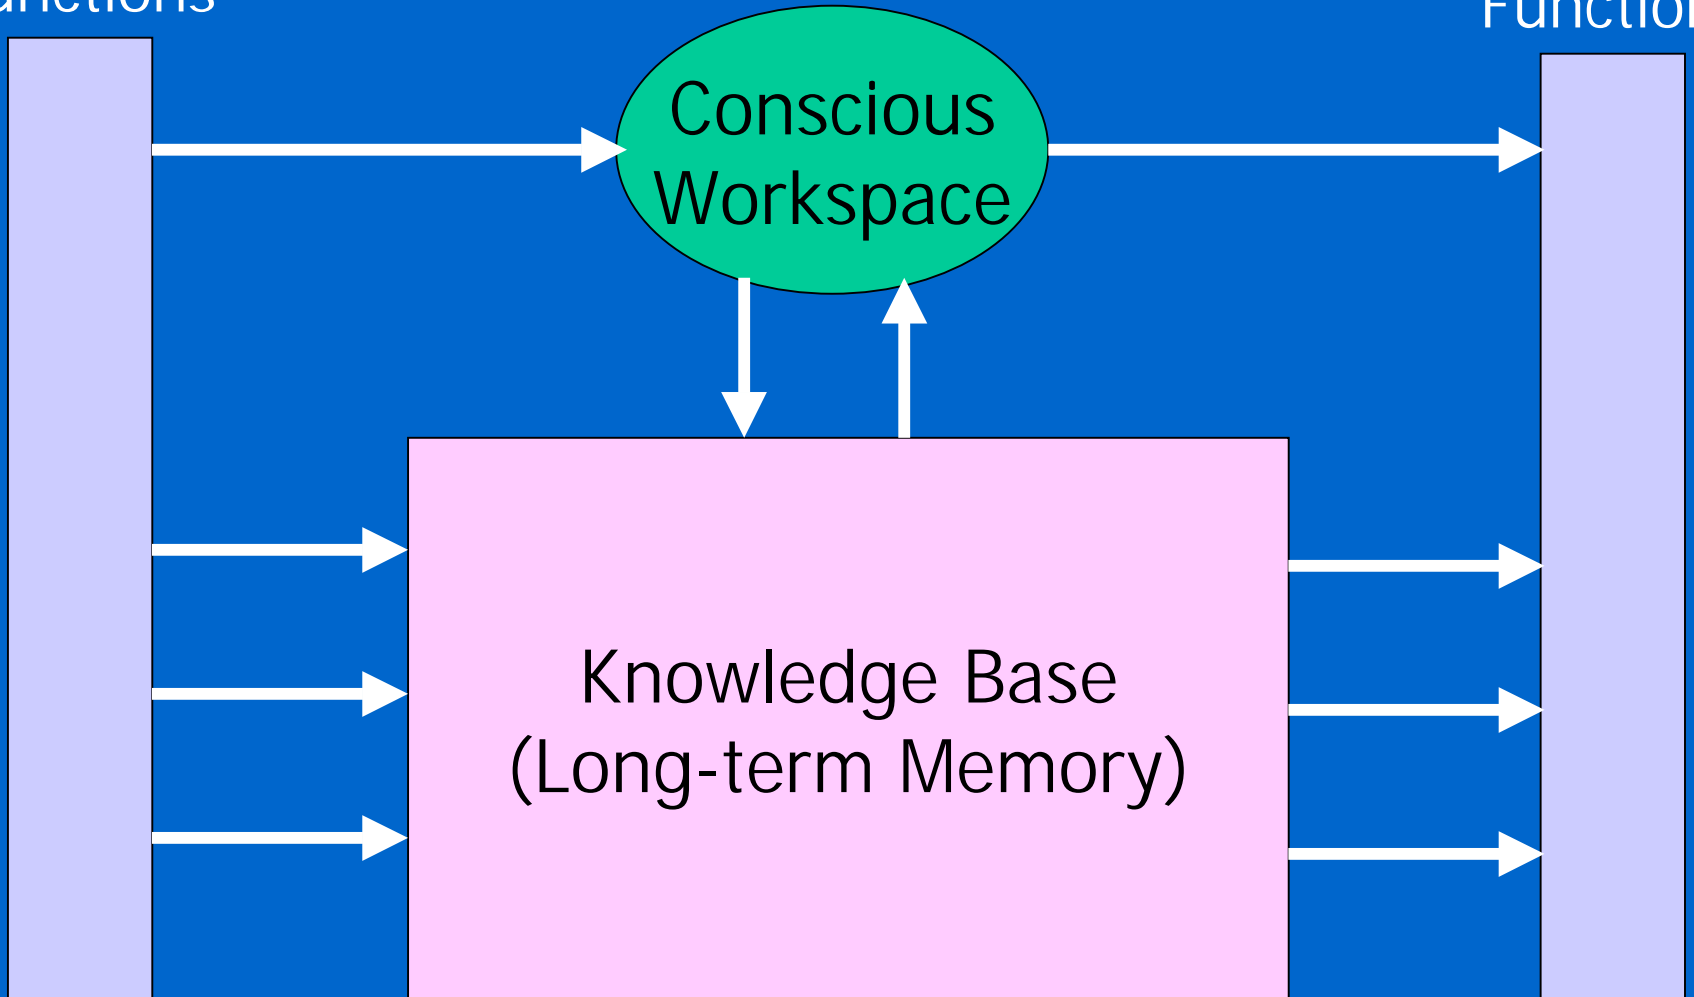 Conscious
Workspace
Knowledge Base
(Long-term Memory)